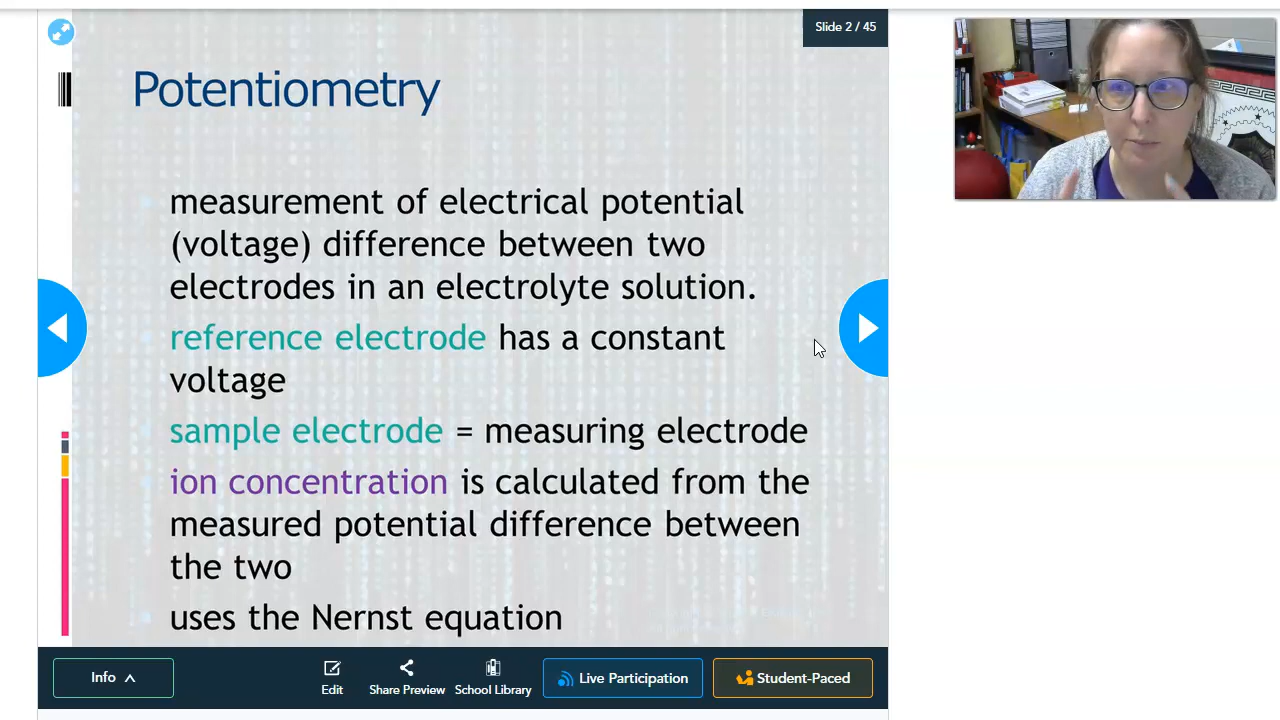 Slide 2 / 45
Potentiometry
measurement of electrical potential
(voltage) difference between two
electrodes in an electrolyte solution.
reference electrode has a constant
voltage
sample electrode = measuring electrode
ion concentration is calculated from the
measured potential difference between
the two
uses the Nernst equation
Info
Edit
Share Preview
School Library
Live Participation
Student-Paced